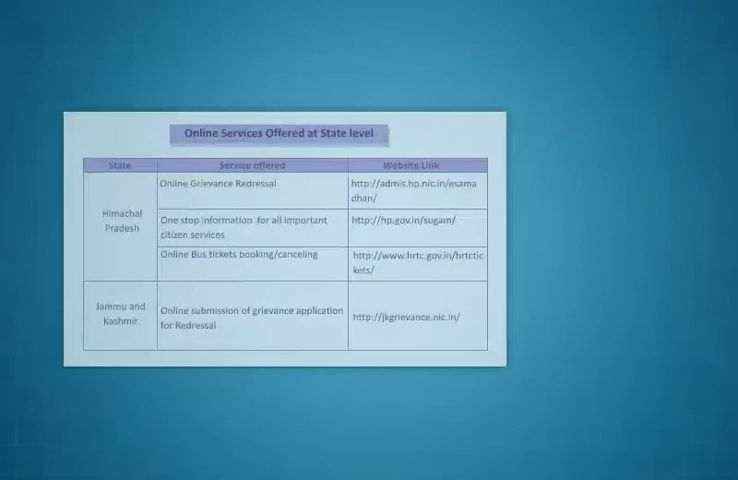 Online Services Offered at State level
State Service offered Website Link
Himachal
Pradesh
Online Grievance Redressal
http://admis.hp.nic.in/esama
dhan/
One stop information for all important
citizen services
http://hp.gov.in/sugam/
Online Bus tickets booking/canceling
http://www.hrtc.gov.in/hrtctic
kets/
Jammu and
Kashmir
Online submission of grievance application
for Redressal
http://jkgrievance.nic.in/